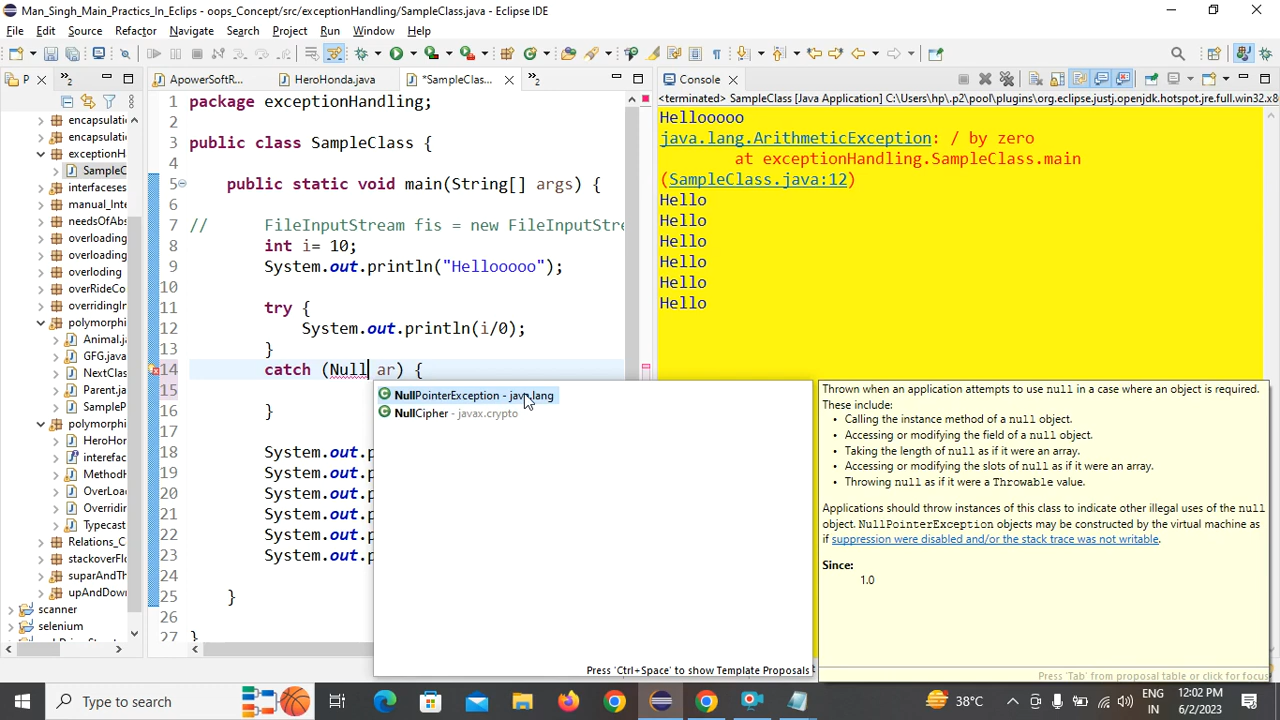 Man_Singh_Main_Practics_In_Eclips - oops_Concept/src/exceptionHandling/SampleClass.java - Eclipse IDE
File Edit Source Refactor Navigate Search Project Run Window Help
P
ApowerSoftR...
HeroHonda.java
*SampleClass...
Console
encapsulatic
encapsulatic
exceptionH
SampleC
interfaceses
manual_Inte
needsOfAbs
overloading
overloading
overloding
overRideCo
overridingIn
polymorphi
Animal.j
GFG.java
NextClas
Parent.ja
SampleP
polymorphi
HeroHor
interefac
MethodH
OverLoa
Overridin
Typecast
Relations_C
stackoverFl
suparAndTh
upAndDow
scanner
selenium
1 package exceptionHandling;
2
3 public class SampleClass {
4
5 public static void main(String[] args) {
6
7 // FileInputStream fis = new FileInputStre
8 int i= 10;
9 System.out.println("Hellooooo");
10
11 try {
12 System.out.println(i/0);
13 }
14 catch (Null ar) {
15
16 }
18 System.out.p
19 System.out.p
20 System.out.p
21 System.out.p
22 System.out.p
23 System.out.p
24
25 }
26
27 }
NullPointerException - java.lang
NullCipher - javax.crypto
Press 'Ctrl+Space' to show Template Proposals
<terminated> SampleClass [Java Application] C:\Users\hp\.p2\pool\plugins\org.eclipse.justj.openjdk.hotspot.jre.full.win32.x8
Hellooooo
java.lang.ArithmeticException: / by zero
at exceptionHandling.SampleClass.main
(SampleClass.java:12)
Hello
Hello
Hello
Hello
Hello
Hello
Thrown when an application attempts to use null in a case where an object is required.
These include:
• Calling the instance method of a null object.
• Accessing or modifying the field of a null object.
• Taking the length of null as if it were an array.
• Accessing or modifying the slots of null as if it were an array.
• Throwing null as if it were a Throwable value.
Applications should throw instances of this class to indicate other illegal uses of the null
object. NullPointerException objects may be constructed by the virtual machine as
if suppression were disabled and/or the stack trace was not writable.
Since:
1.0
Press 'Tab' from proposal table or click for focus
Type here to search
38°C
ENG
IN
12:02 PM
6/2/2023